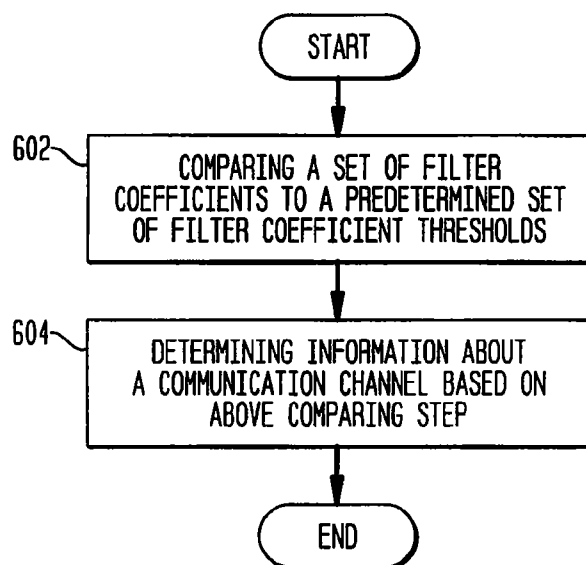 START
602
COMPARING A SET OF FILTER
COEFFICIENTS TO A PREDETERMINED SET
OF FILTER COEFFICIENT THRESHOLDS
604
DETERMINING INFORMATION ABOUT
A COMMUNICATION CHANNEL BASED ON
ABOVE COMPARING STEP
END